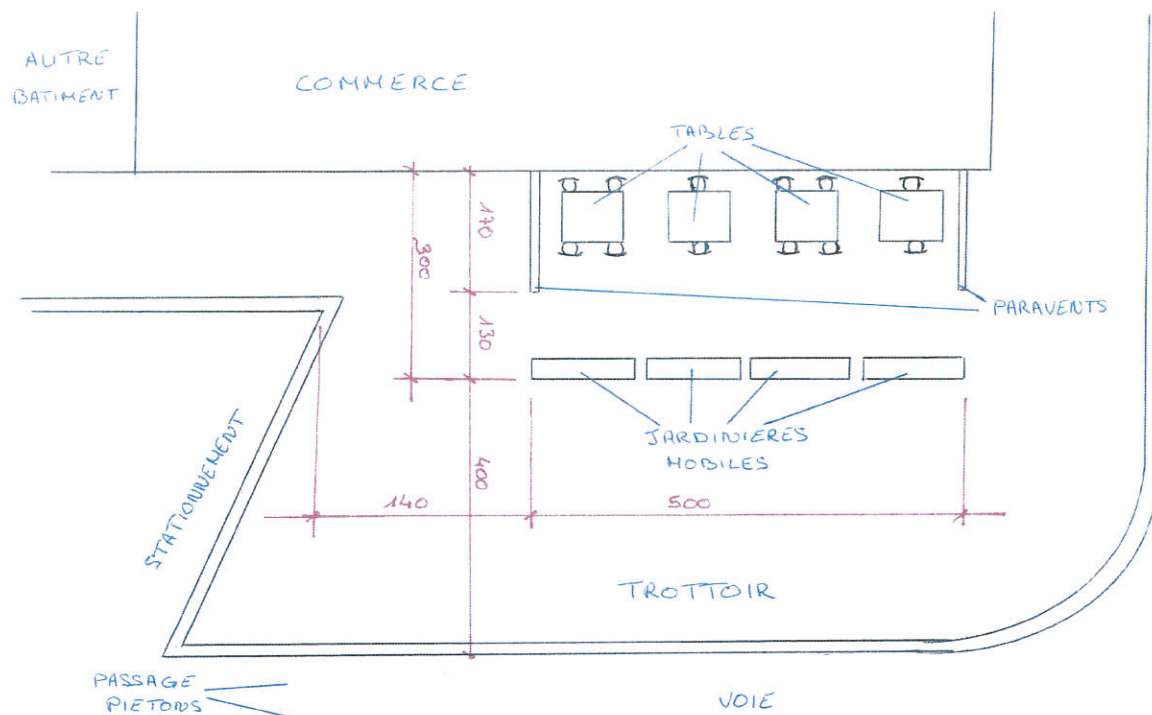 AUTRE
BATIMENT
COMMERCE
TABLES
170
300
130
PARAVENTS
JARDINIERES
MOBILES
STATIONNEMENT
400
140
500
TROTTOIR
PASSAGE
PIETONS
VOIE